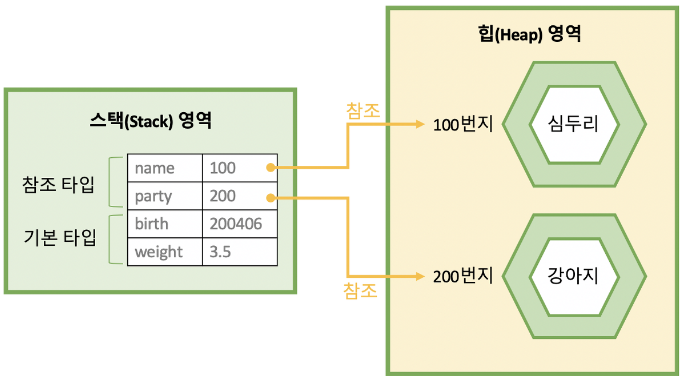 힙(Heap) 영역
스택(Stack) 영역
참조
100번지
심두리
참조 타입
name 100
party 200
기본 타입
birth 200406
weight 3.5
참조
200번지
강아지